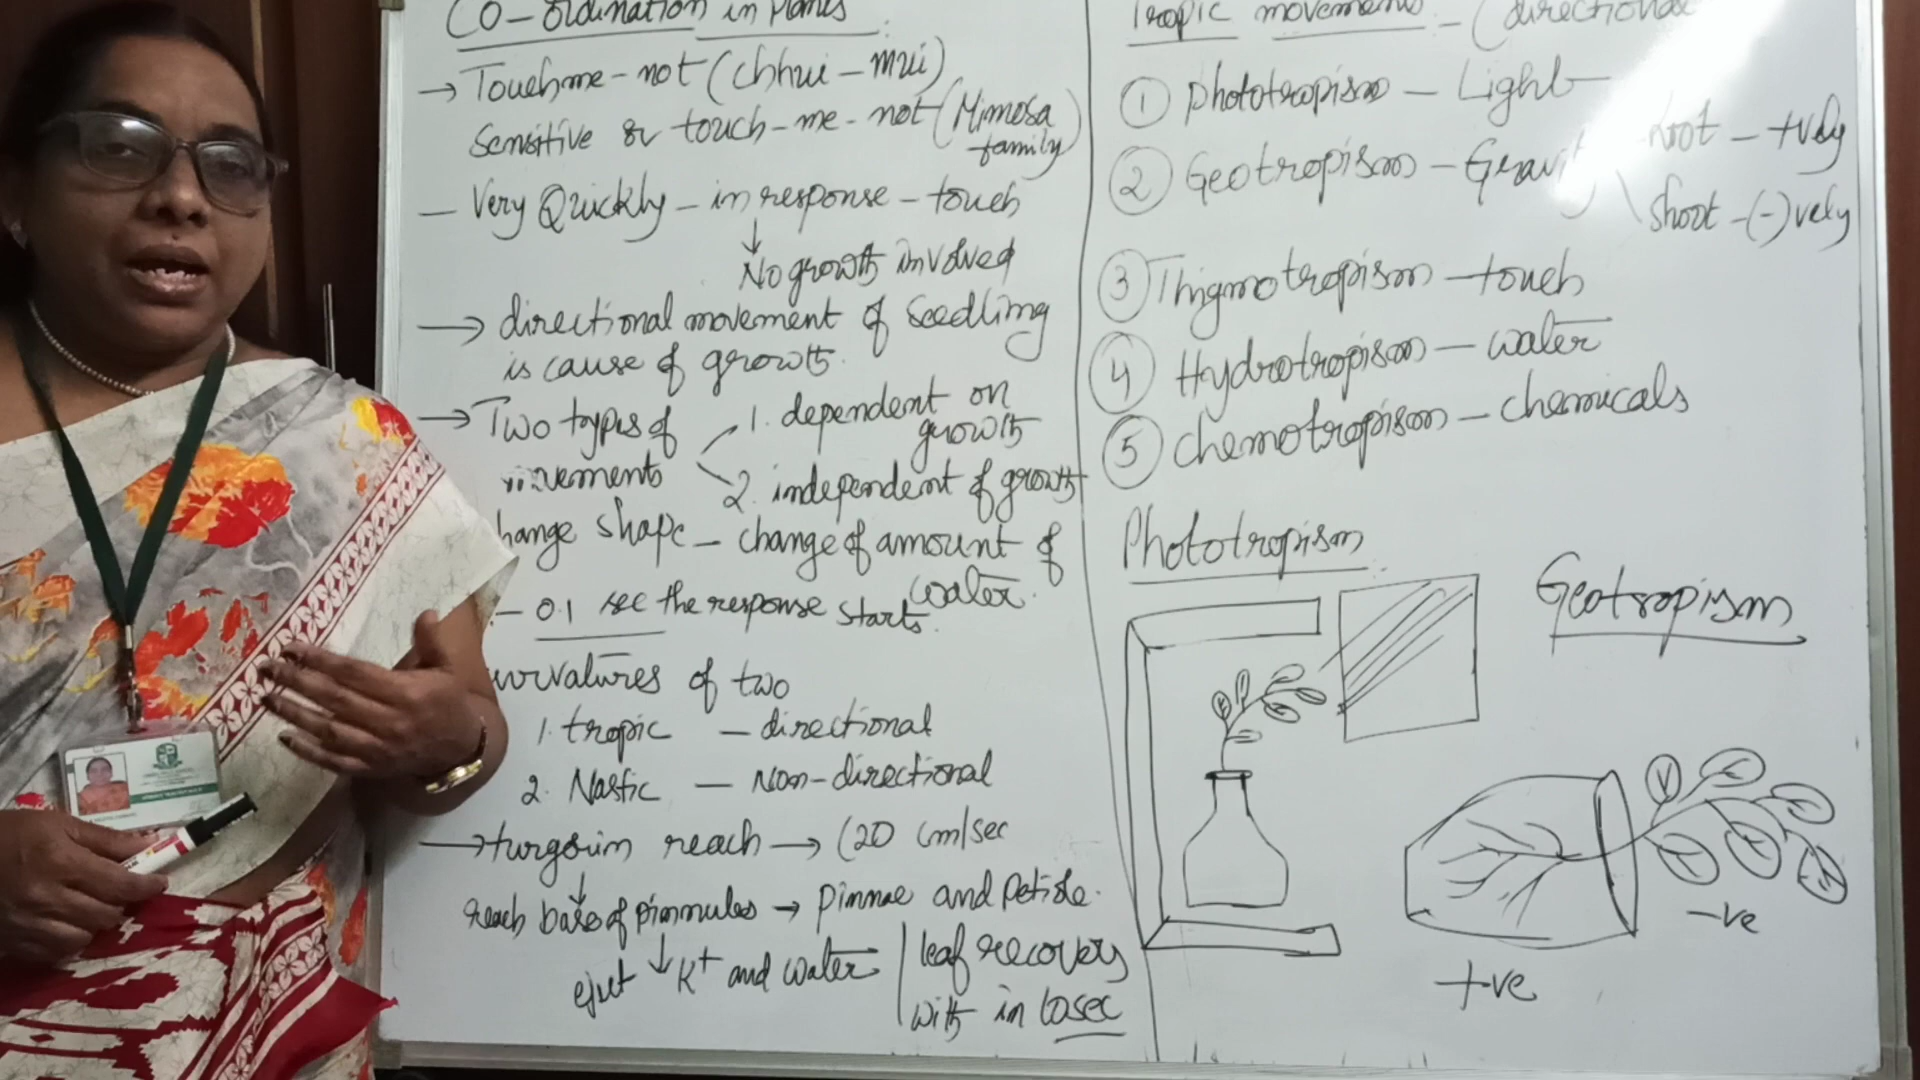 Co-ordination in Plants
→ Touch me - not (chhui - mui)
Sensitive or touch-me-not (Mimosa family)
- Very Quickly - in response - touch
↓
No growth involved
→ directional movement of Seedling
is cause of growth.
→ Two types of movements
1. dependent on growth
2. independent of growth
hange shape - change of amount of water.
- 0.1 sec the response starts.
urvatures of two
1. tropic - directional
2. Nastic - Non-directional
→ turgorin reach → (20 cm/sec
↓
reach base of pinnules → pinnae and Petiole.
↓
eject K+ and water
leaf recovery
with in 10sec
Tropic movements - (directional
① phototropism - Light
② Geotropism - Gravity
Root - +vely
Shoot -(-)vely
③ Thigmotropism - touch
④ Hydrotropism - water
⑤ chemotropism - chemicals
Phototropism
Geotropism
-ve
+ve